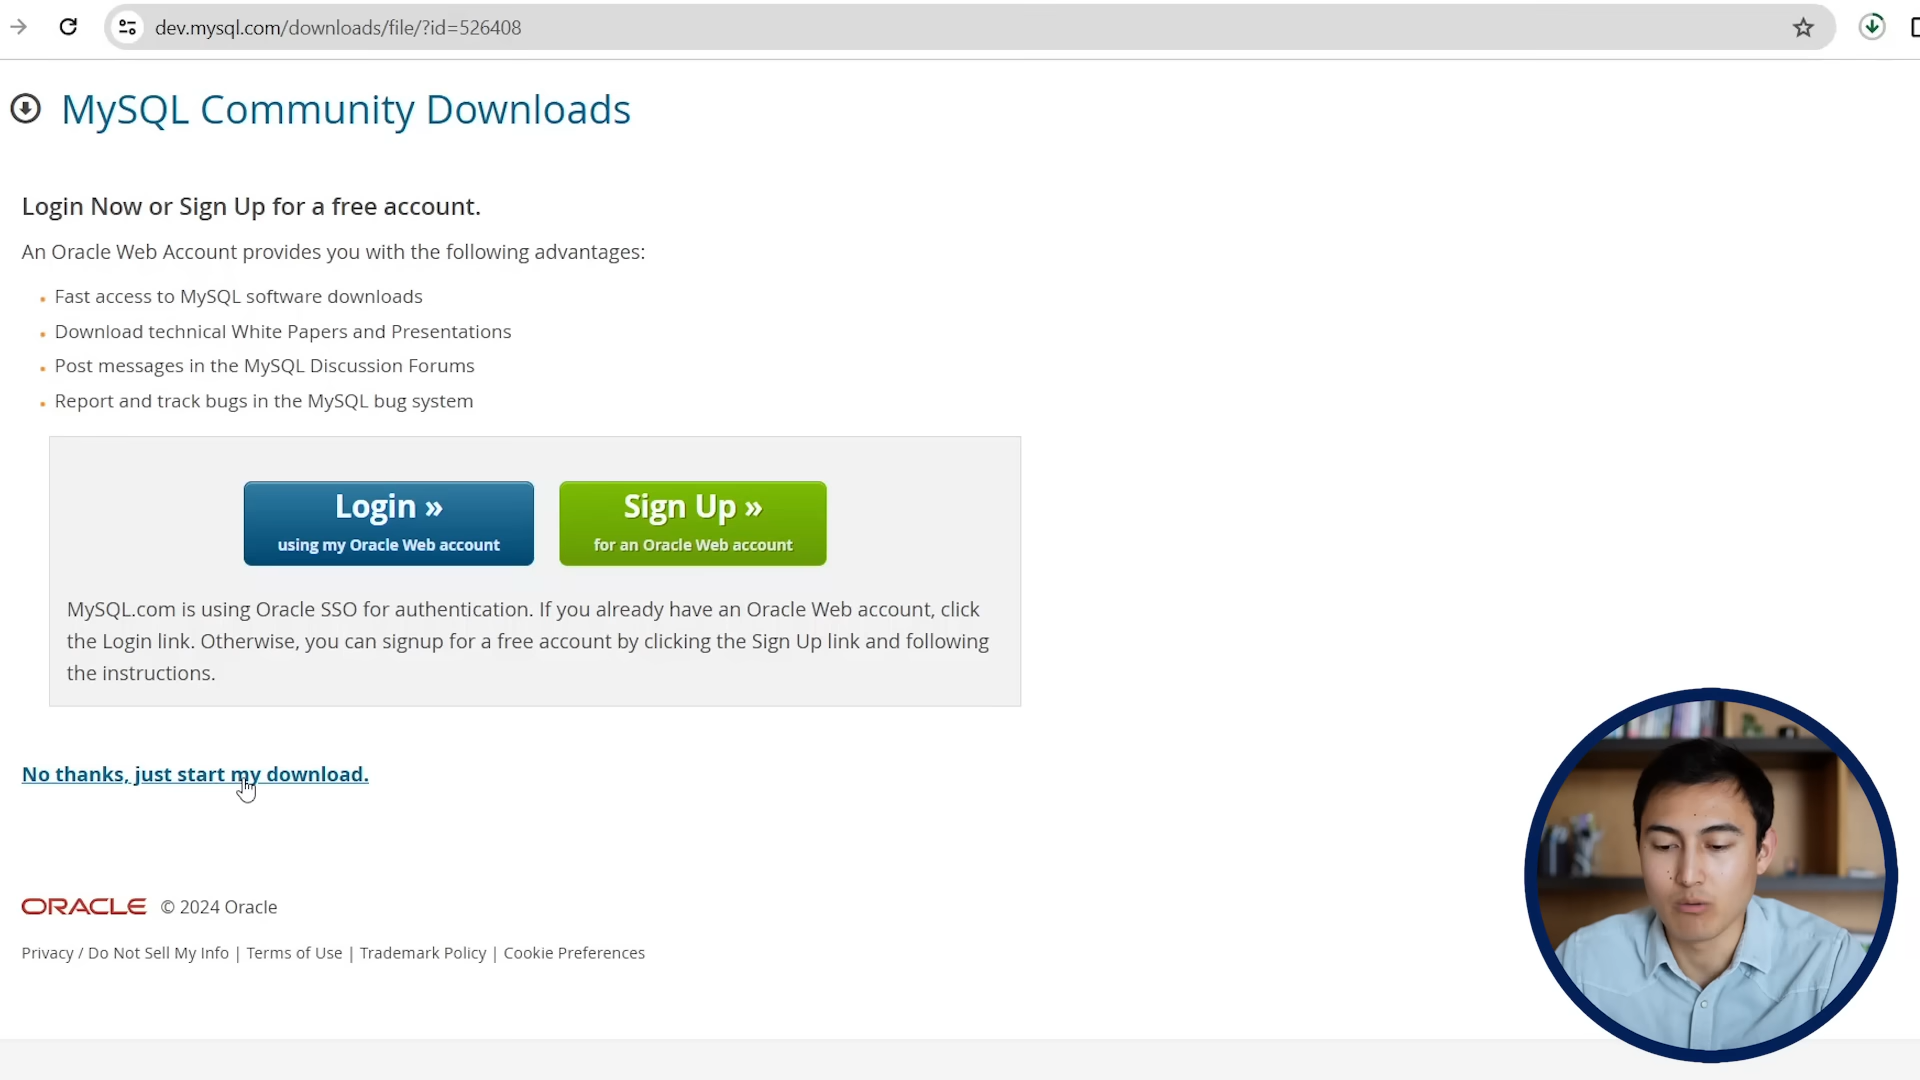 dev.mysql.com/downloads/file/?id=526408
MySQL Community Downloads
Login Now or Sign Up for a free account.
An Oracle Web Account provides you with the following advantages:
Fast access to MySQL software downloads
Download technical White Papers and Presentations
Post messages in the MySQL Discussion Forums
Report and track bugs in the MySQL bug system
Login »
using my Oracle Web account
Sign Up »
for an Oracle Web account
MySQL.com is using Oracle SSO for authentication. If you already have an Oracle Web account, click
the Login link. Otherwise, you can signup for a free account by clicking the Sign Up link and following
the instructions.
No thanks, just start my download.
ORACLE © 2024 Oracle
Privacy / Do Not Sell My Info | Terms of Use | Trademark Policy | Cookie Preferences